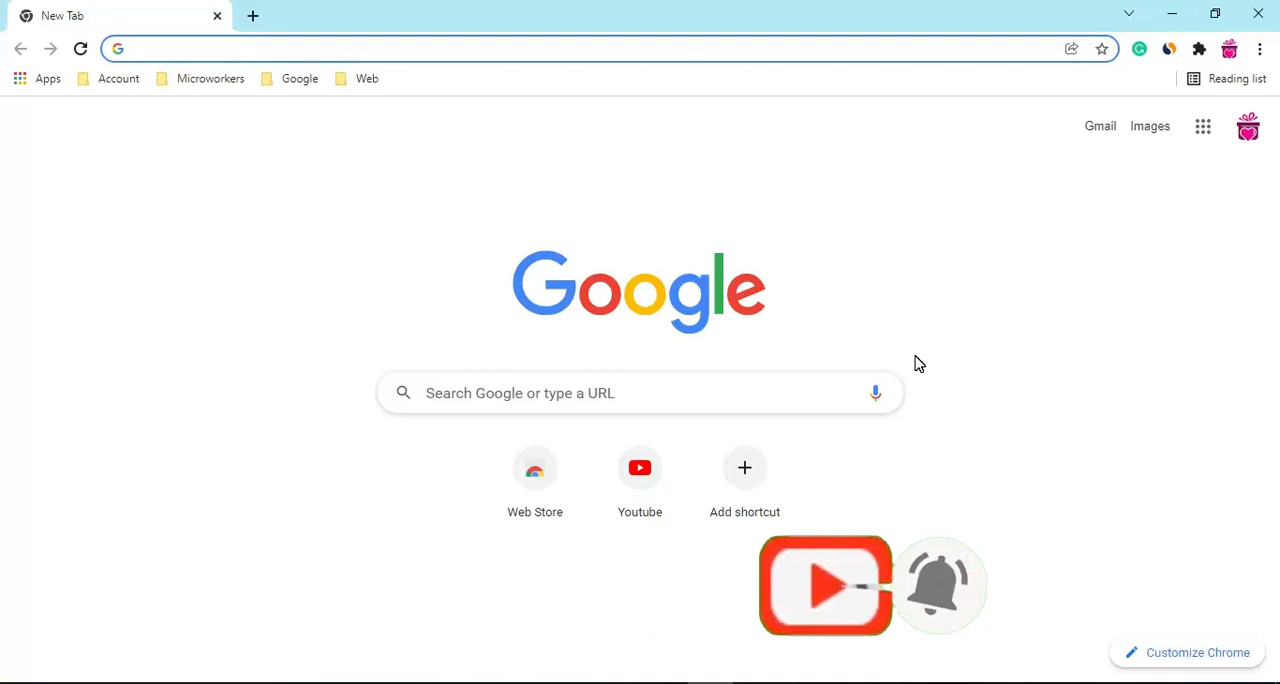 New Tab
Apps Account Microworkers Google Web Reading list
Gmail Images
Google
Search Google or type a URL
Web Store Youtube Add shortcut
Customize Chrome